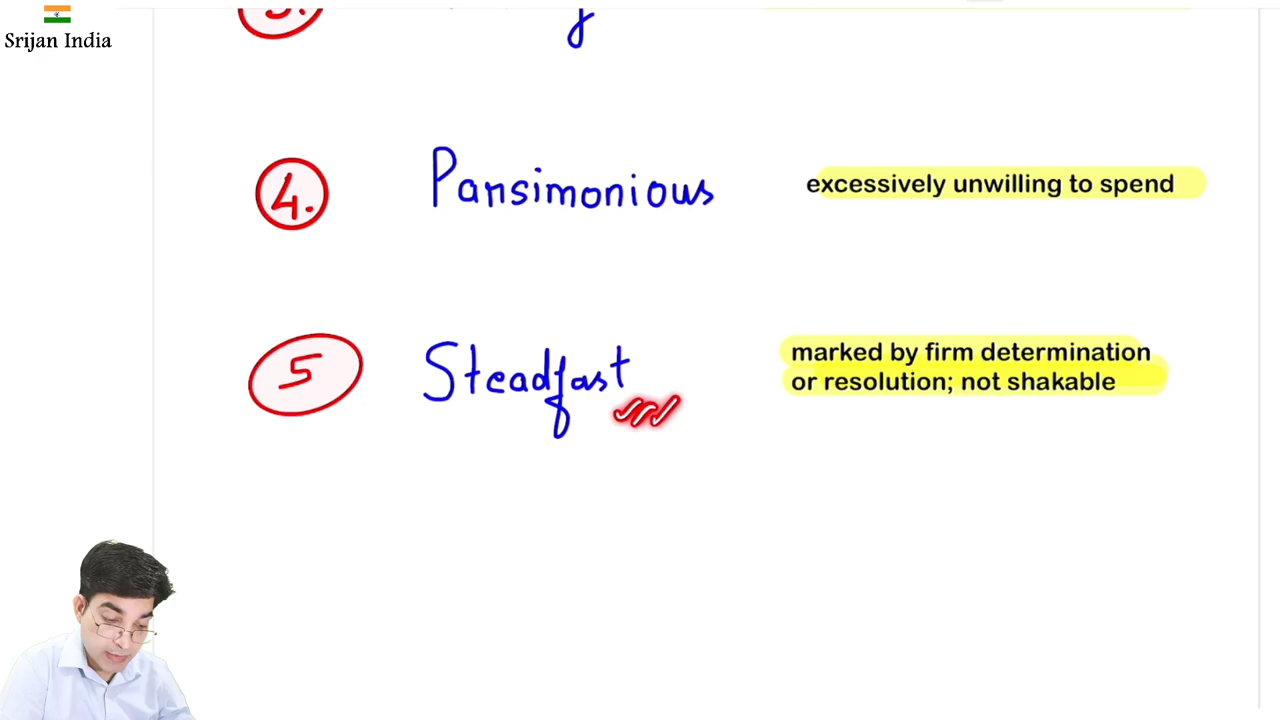 Srijan India
4. Parsimonious excessively unwilling to spend
5 Steadfast marked by firm determination
or resolution; not shakable